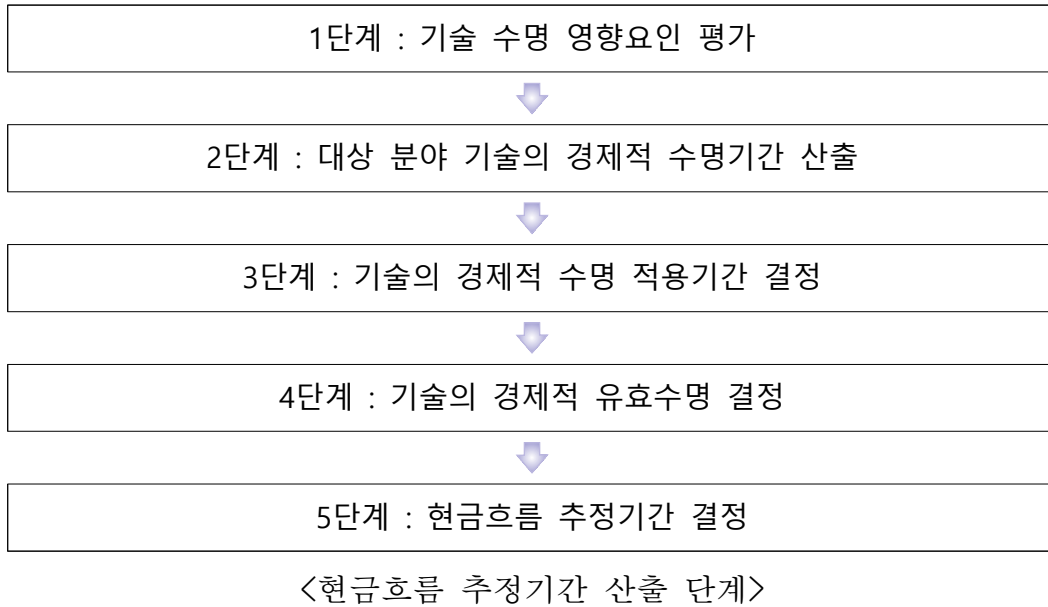 1단계 : 기술 수명 영향요인 평가
2단계 : 대상 분야 기술의 경제적 수명기간 산출
3단계 : 기술의 경제적 수명 적용기간 결정
4단계 : 기술의 경제적 유효수명 결정
5단계 : 현금흐름 추정기간 결정
<현금흐름 추정기간 산출 단계>